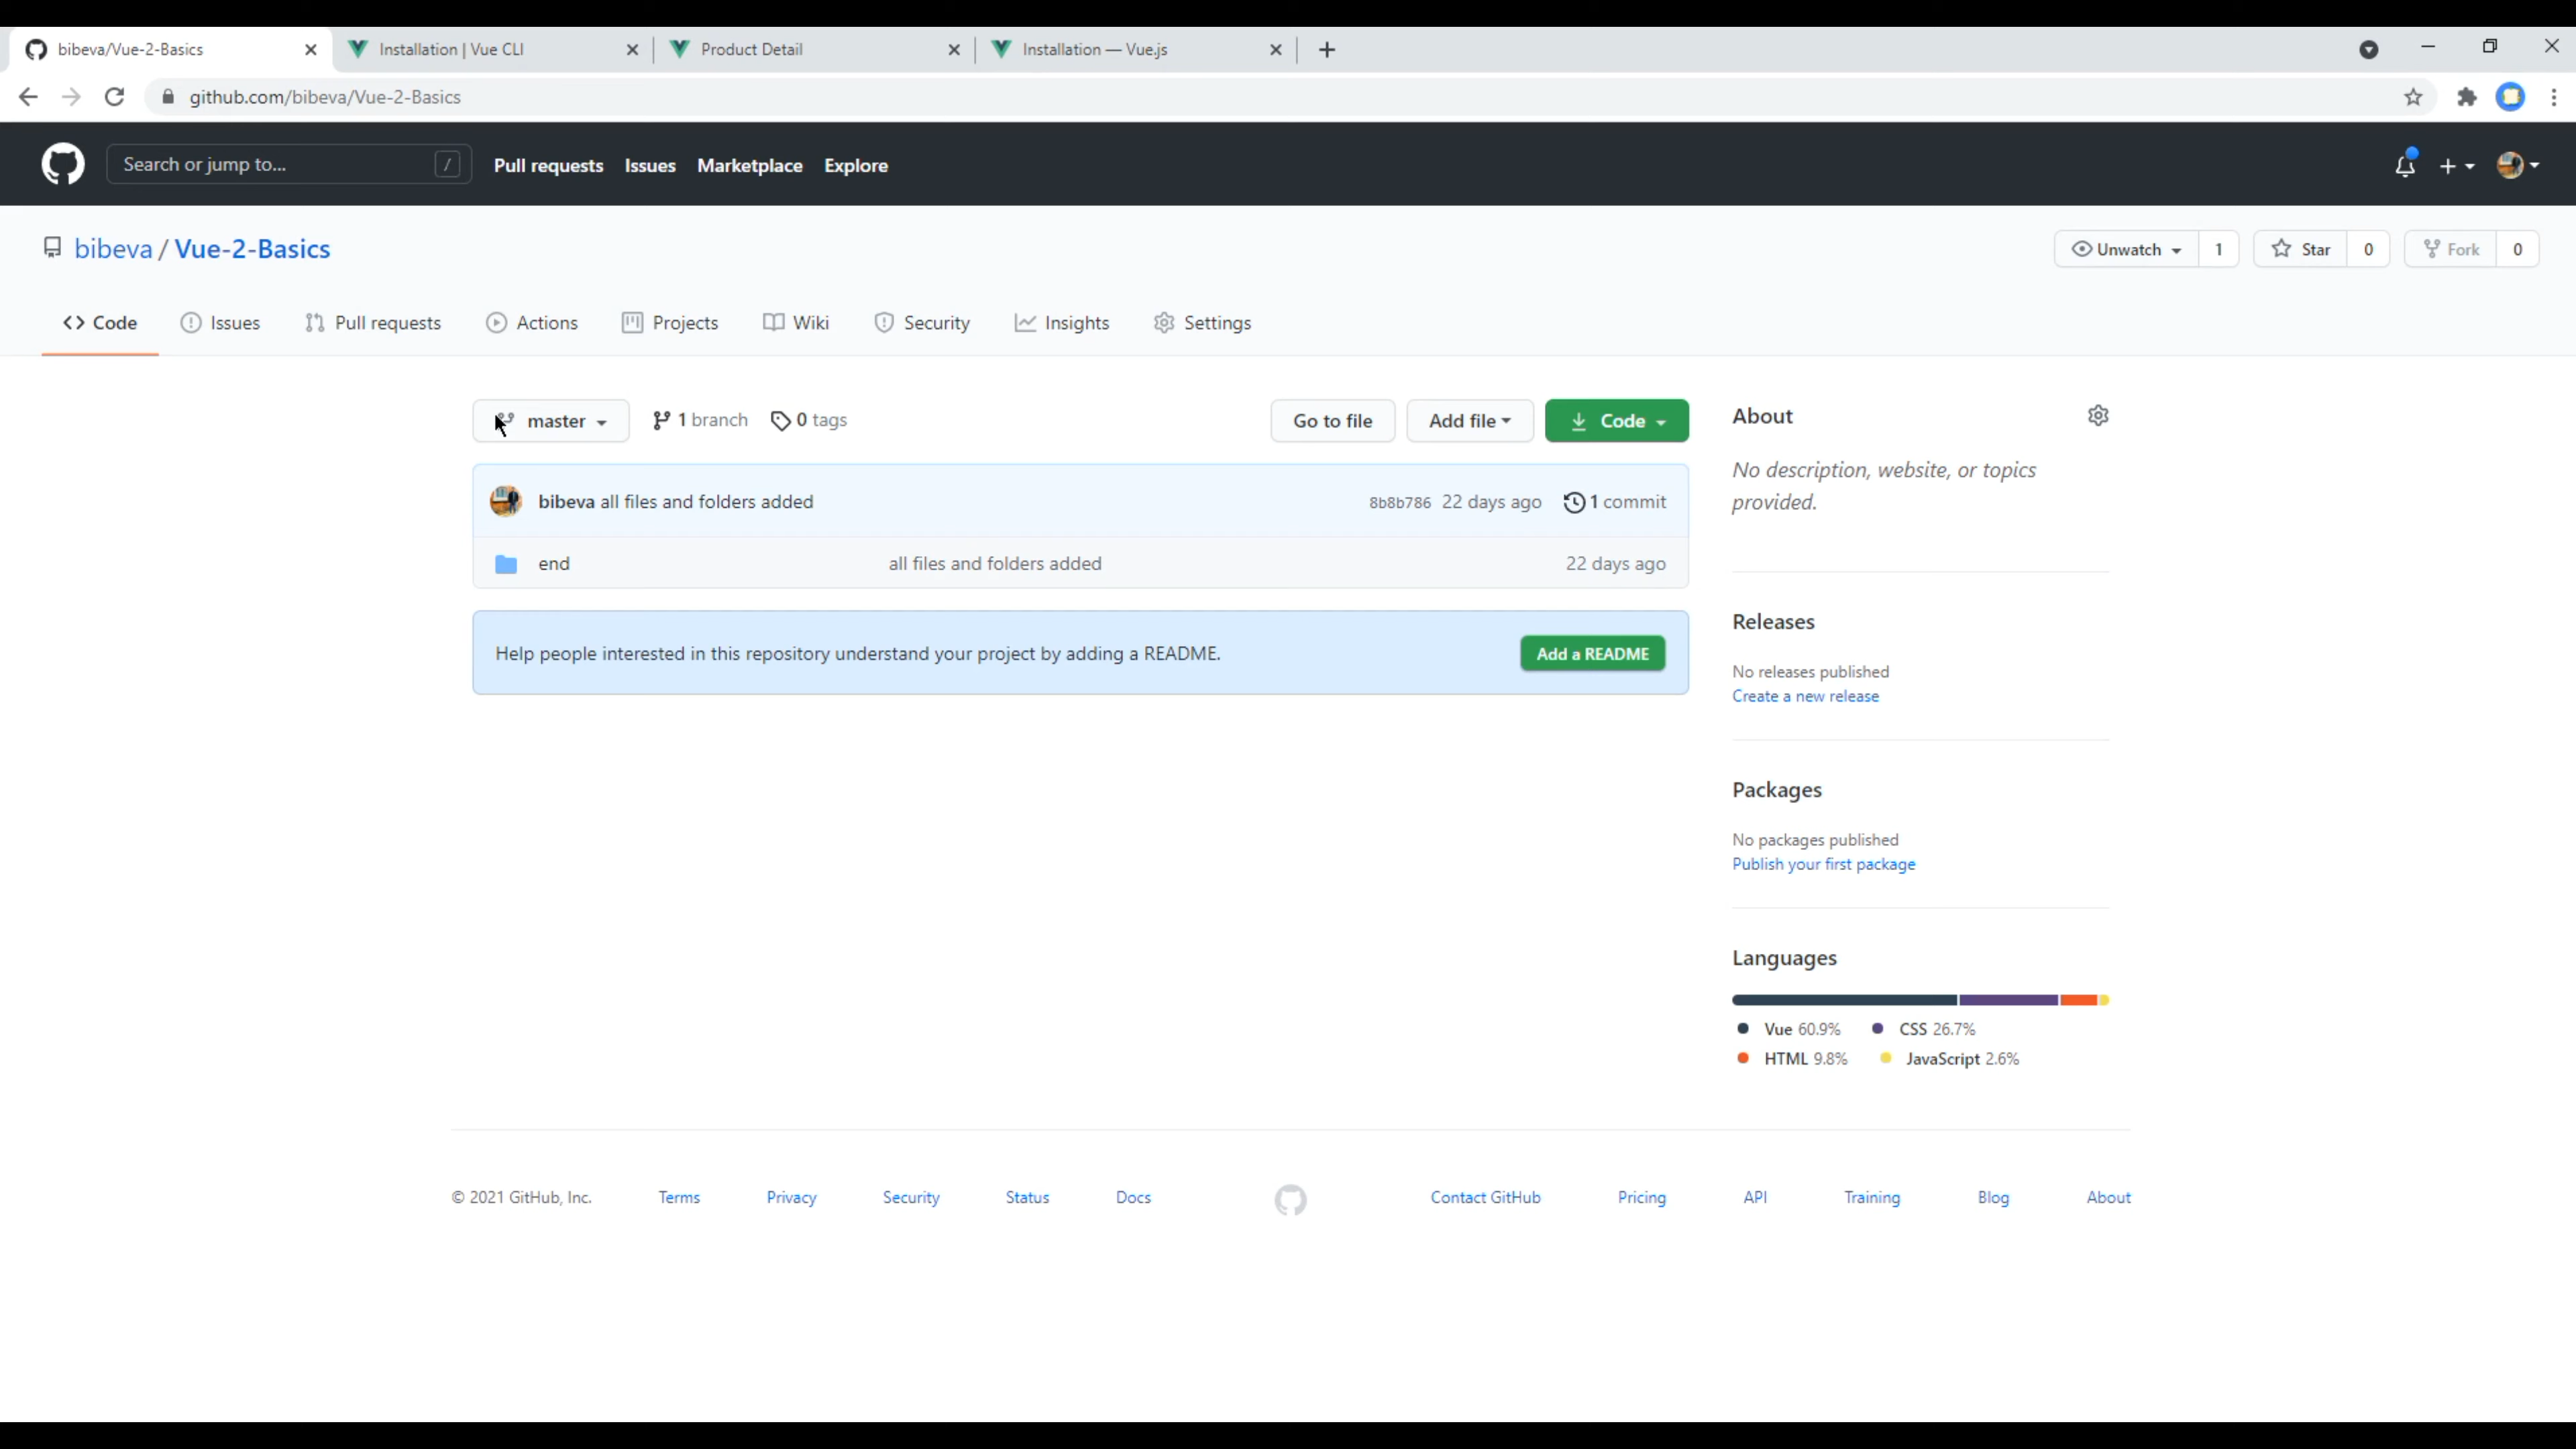 bibeva/Vue-2-Basics
Installation | Vue CLI
Product Detail
Installation — Vue.js
github.com/bibeva/Vue-2-Basics
Search or jump to...
/
Pull requests
Issues
Marketplace
Explore
bibeva / Vue-2-Basics
Unwatch
1
Star
0
Fork
0
Code
Issues
Pull requests
Actions
Projects
Wiki
Security
Insights
Settings
master
1 branch
0 tags
Go to file
Add file
Code
bibeva all files and folders added
8b8b786 22 days ago
1 commit
end
all files and folders added
22 days ago
Help people interested in this repository understand your project by adding a README.
Add a README
About
No description, website, or topics
provided.
Releases
No releases published
Create a new release
Packages
No packages published
Publish your first package
Languages
Vue 60.9%
CSS 26.7%
HTML 9.8%
JavaScript 2.6%
© 2021 GitHub, Inc.
Terms
Privacy
Security
Status
Docs
Contact GitHub
Pricing
API
Training
Blog
About